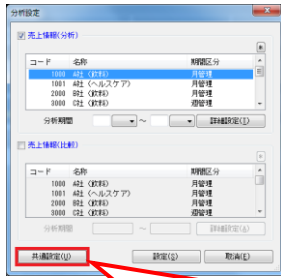 分析設定
売上情報(分析)
コード 名称 期間区分
1000 A社 (飲料) 月管理
1001 A社 (ヘルスケア) 月管理
2000 B社 (飲料) 月管理
3000 C社 (飲料) 週管理
分析期間 ～ 詳細設定(T)
売上情報(比較)
コード 名称 期間区分
1000 A社 (飲料) 月管理
1001 A社 (ヘルスケア) 月管理
2000 B社 (飲料) 月管理
3000 C社 (飲料) 週管理
分析期間 ～ 詳細設定(A)
共通設定(U) 設定(S) 取消(E)